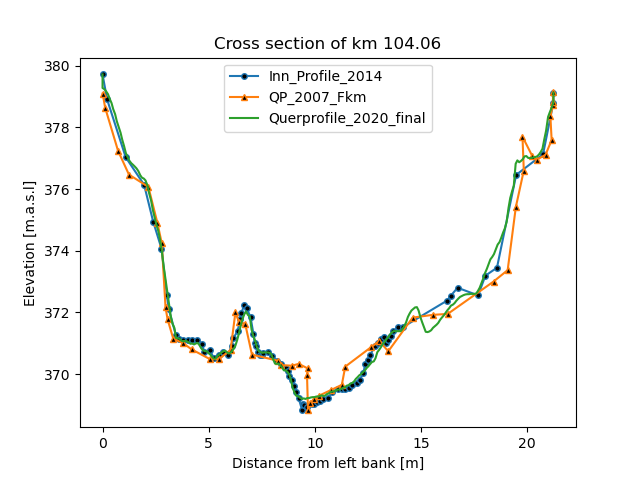 Cross section of km 104.06
Inn_Profile_2014
QP_2007_Fkm
Querprofile_2020_final
Elevation [m.a.s.l]
380
378
376
374
372
370
0 5 10 15 20
Distance from left bank [m]